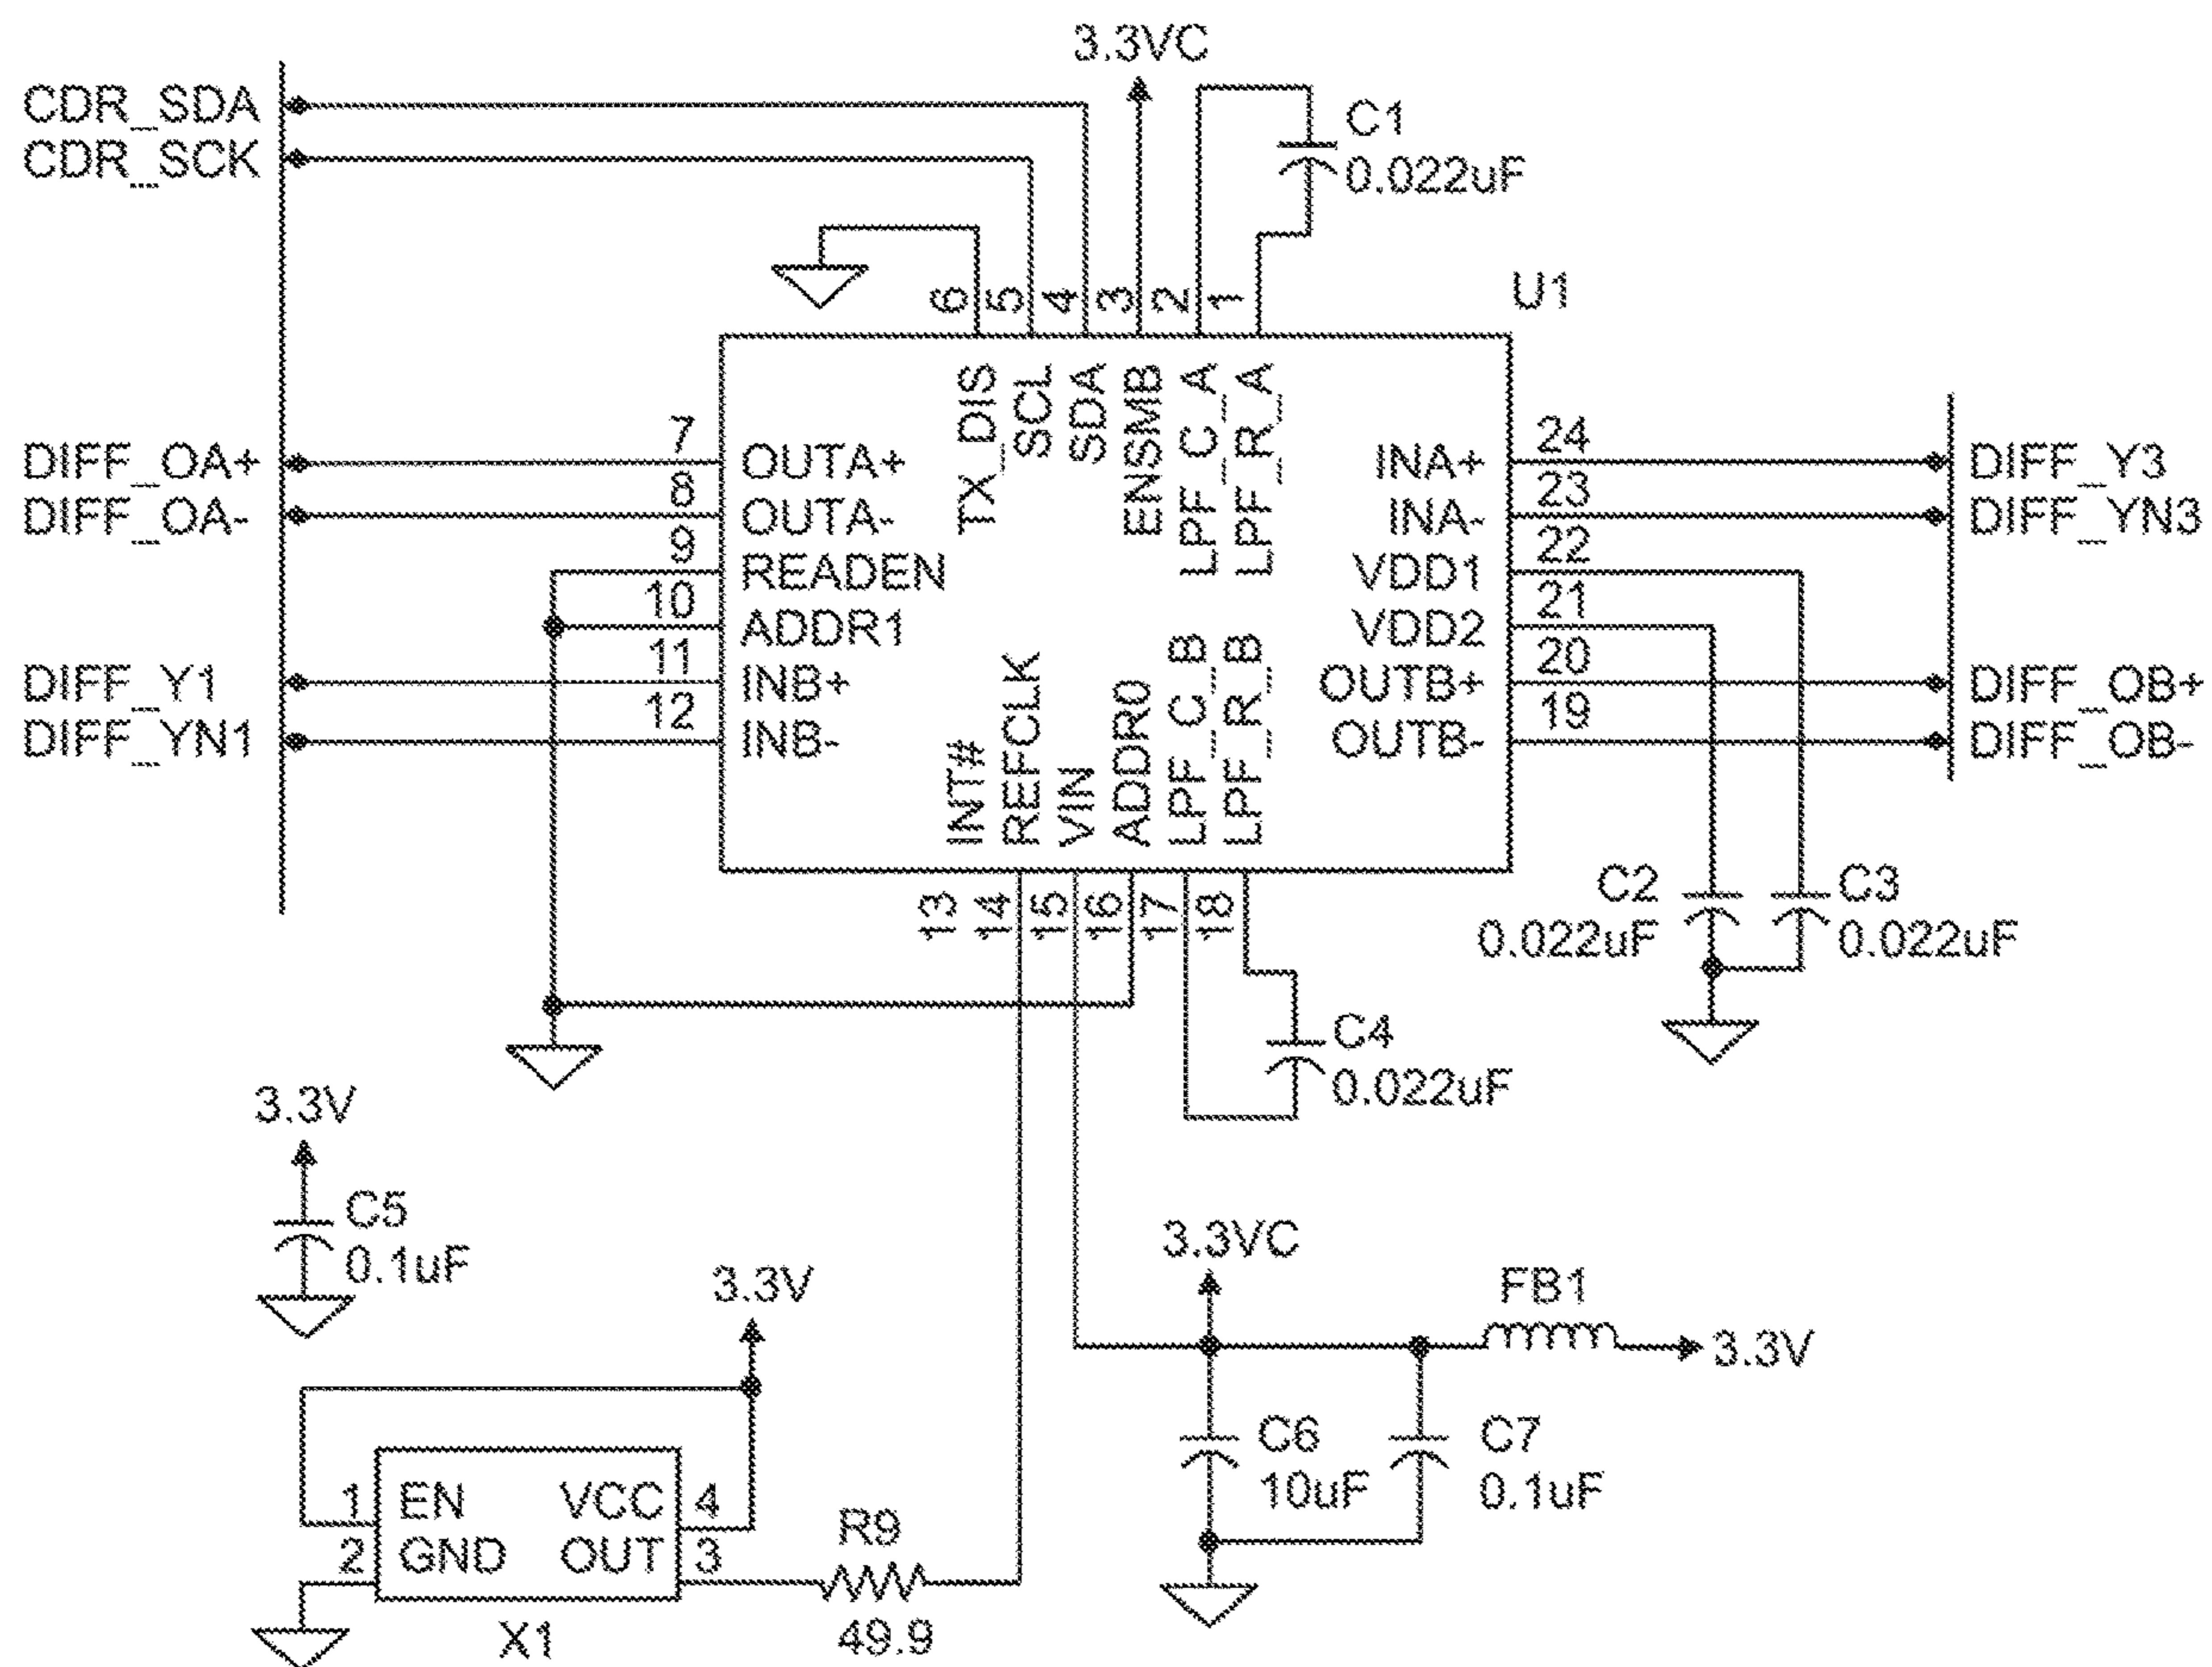 3.3VC
CDR_SDA
CDR_SCK
C1
0.022uF
U1
6
5
4
3
2
1
TX_DIS
SCL
SDA
ENSMB
LPF_C_A
LPF_R_A
DIFF_OA+
7
OUTA+
DIFF_OA-
8
OUTA-
9
READEN
10
ADDR1
DIFF_Y1
11
INB+
DIFF_YN1
12
INB-
INA+
24
DIFF_Y3
INA-
23
DIFF_YN3
VDD1
22
VDD2
21
OUTB+
20
DIFF_OB+
OUTB-
19
DIFF_OB-
INT#
REFCLK
VIN
ADDR0
LPF_C_B
LPF_R_B
13
14
15
16
17
18
C2
0.022uF
C3
0.022uF
C4
0.022uF
3.3V
C5
0.1uF
3.3V
3.3VC
FB1
3.3V
C6
10uF
C7
0.1uF
1
EN
VCC
4
2
GND
OUT
3
X1
R9
49.9